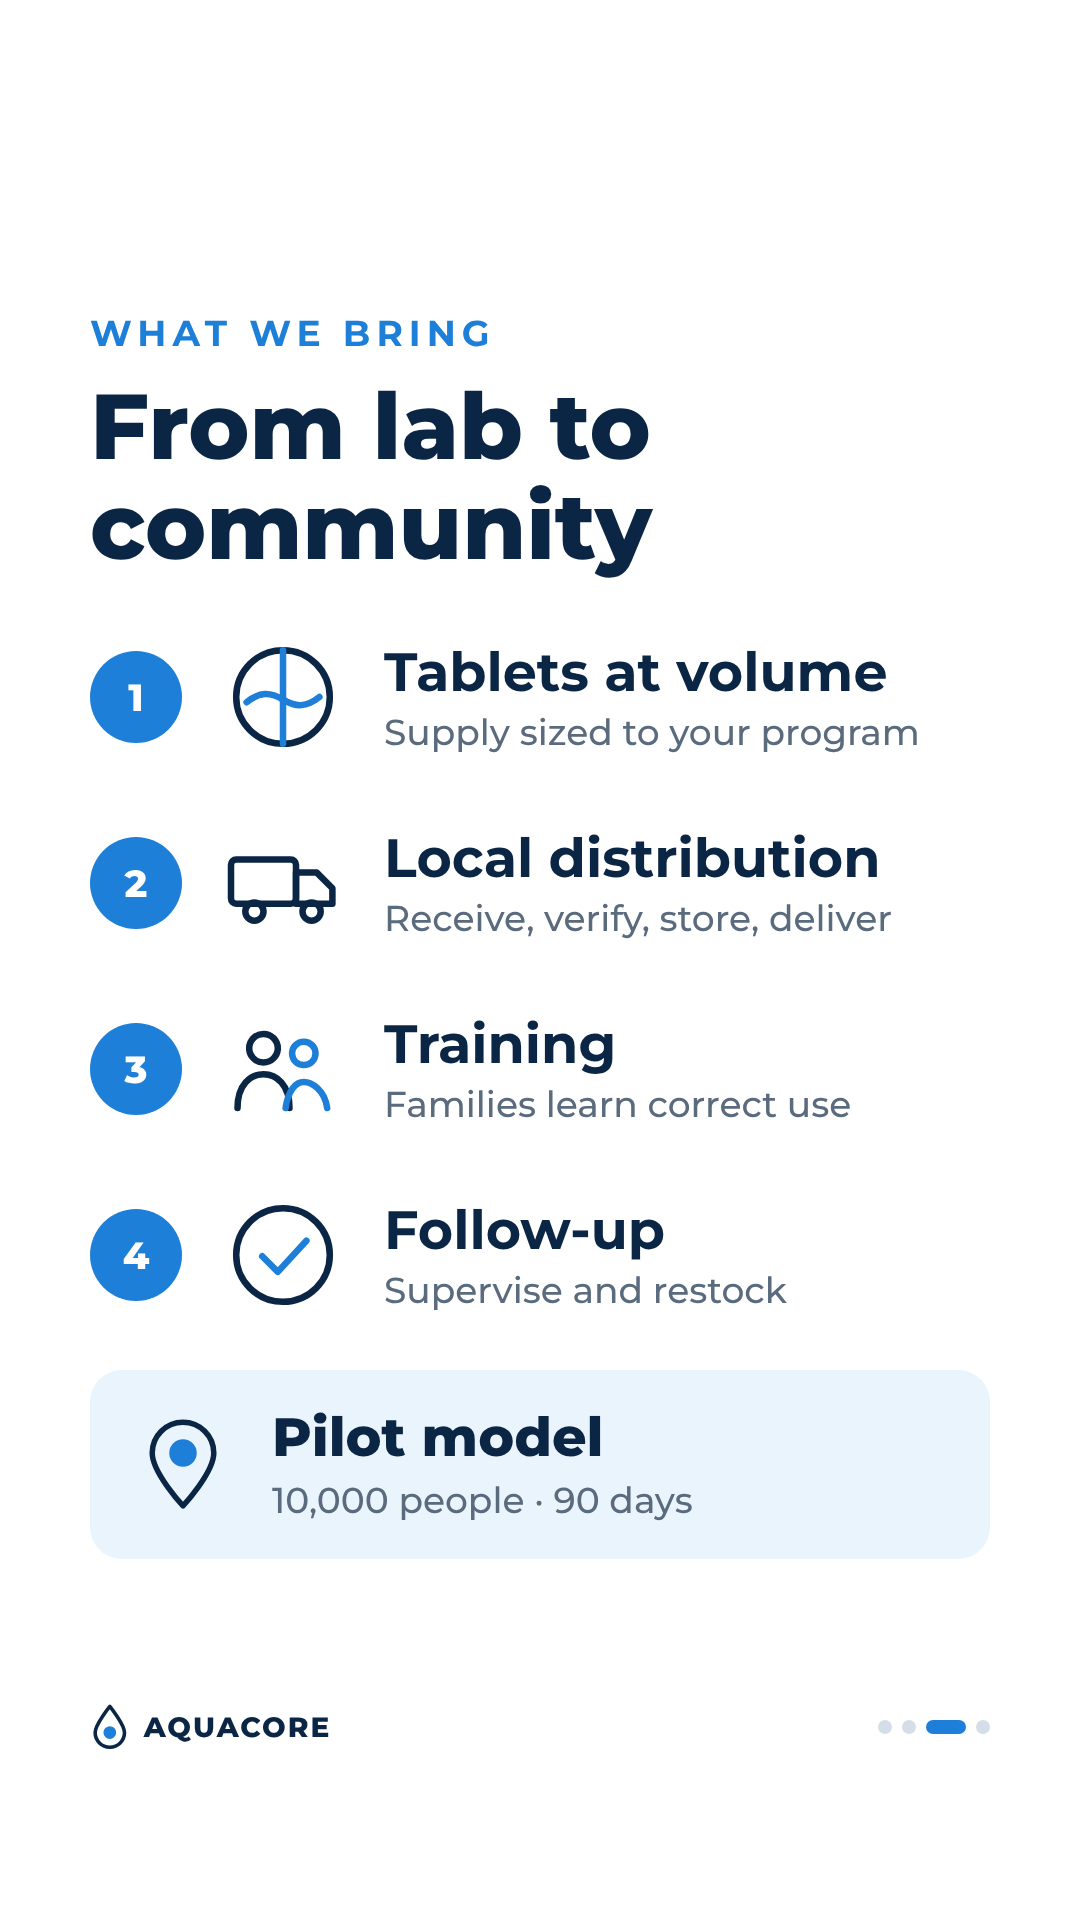 WHAT WE BRING
From lab to
community
1
Tablets at volume
Supply sized to your program
2
Local distribution
Receive, verify, store, deliver
3
Training
Families learn correct use
4
Follow-up
Supervise and restock
Pilot model
10,000 people · 90 days
AQUACORE